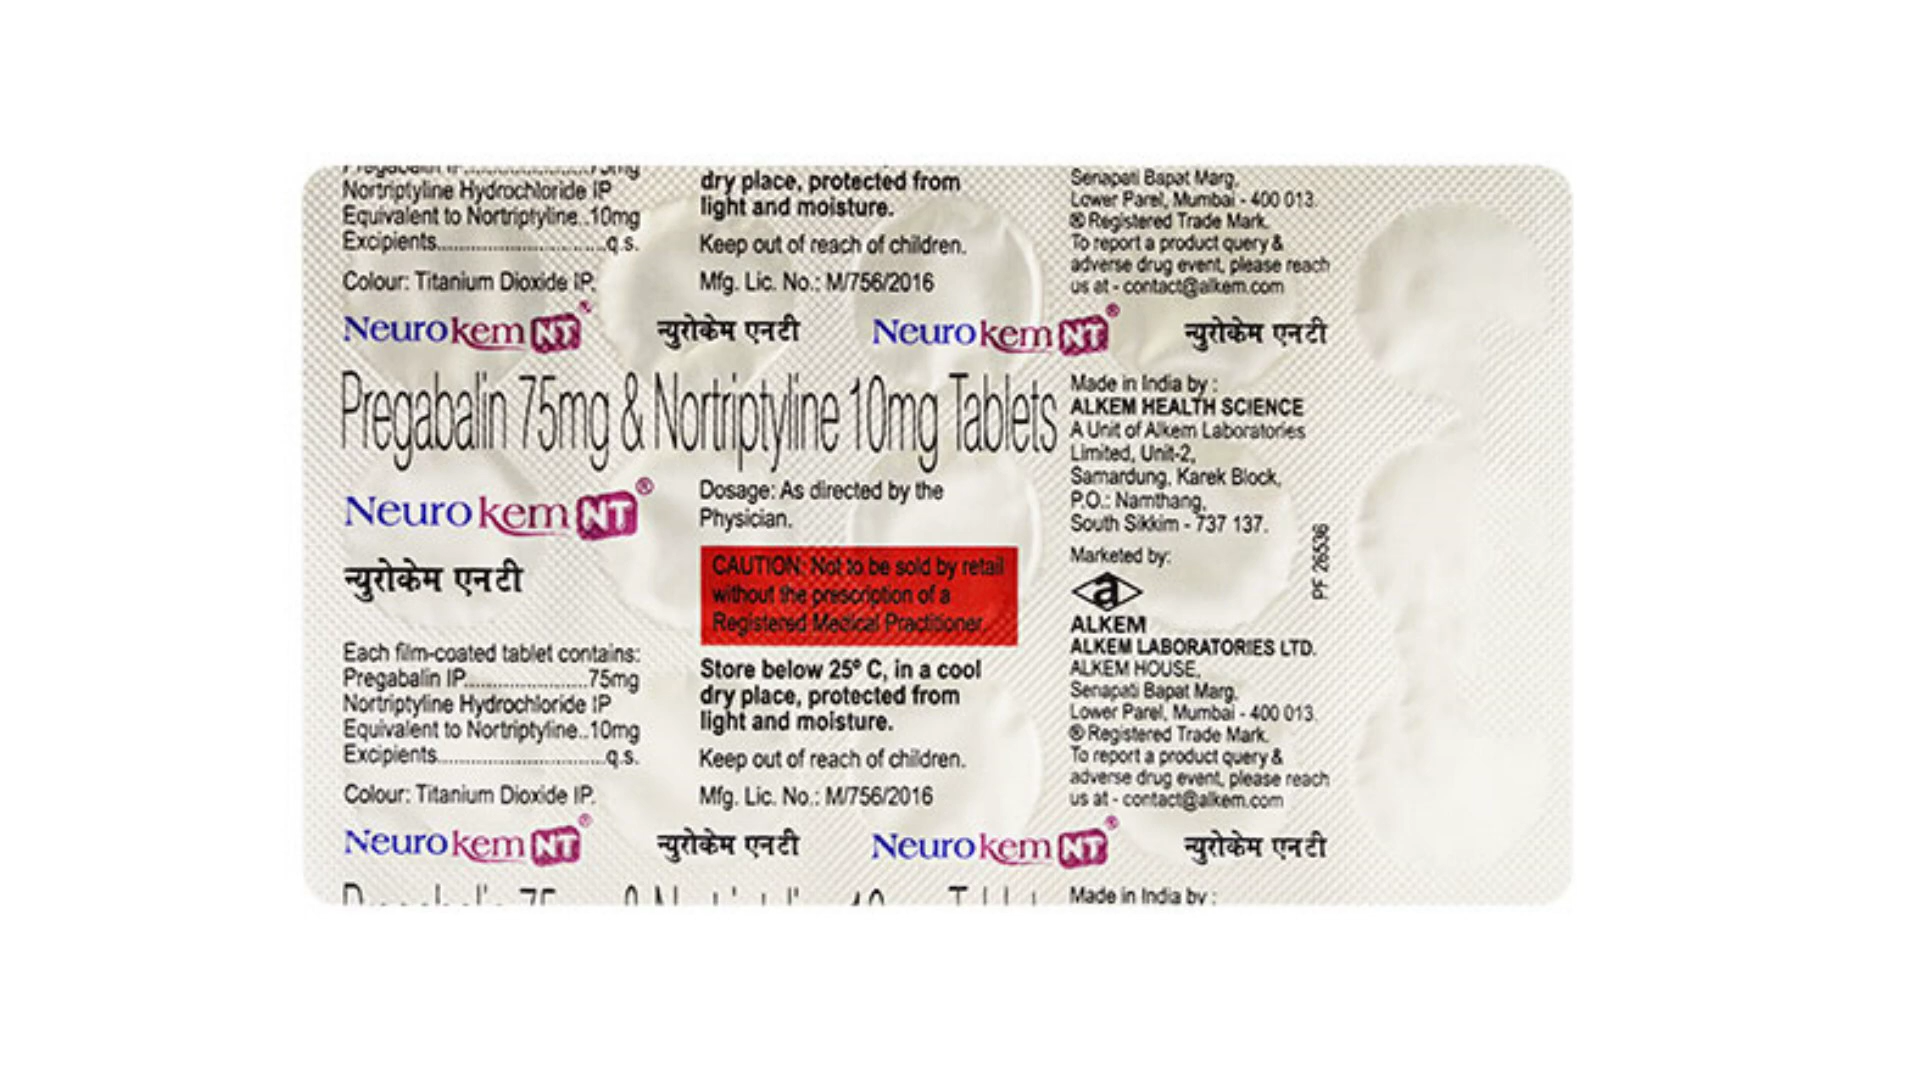 Pregabalin IP......................75mg
Nortriptyline Hydrochloride IP
Equivalent to Nortriptyline..10mg
Excipients..............................q.s.
Colour: Titanium Dioxide IP.
dry place, protected from
light and moisture.
Keep out of reach of children.
Mfg. Lic. No.: M/756/2016
Senapati Bapat Marg,
Lower Parel, Mumbai - 400 013.
® Registered Trade Mark.
To report a product query &
adverse drug event, please reach
us at - contact@alkem.com
Neurokem NT® न्युरोकेम एनटी Neurokem NT® न्युरोकेम एनटी
Pregabalin 75mg & Nortriptyline 10mg Tablets
Neurokem NT®
न्युरोकेम एनटी
Each film-coated tablet contains:
Pregabalin IP......................75mg
Nortriptyline Hydrochloride IP
Equivalent to Nortriptyline..10mg
Excipients..............................q.s.
Colour: Titanium Dioxide IP.
Dosage: As directed by the
Physician.
CAUTION: Not to be sold by retail
without the prescription of a
Registered Medical Practitioner.
Store below 25° C, in a cool
dry place, protected from
light and moisture.
Keep out of reach of children.
Mfg. Lic. No.: M/756/2016
Made in India by :
ALKEM HEALTH SCIENCE
A Unit of Alkem Laboratories
Limited, Unit-2,
Samardung, Karek Block,
P.O.: Namthang,
South Sikkim - 737 137.
Marketed by:
a
ALKEM
ALKEM LABORATORIES LTD.
ALKEM HOUSE,
Senapati Bapat Marg,
Lower Parel, Mumbai - 400 013.
® Registered Trade Mark.
To report a product query &
adverse drug event, please reach
us at - contact@alkem.com
PF 26536
Neurokem NT® न्युरोकेम एनटी Neurokem NT® न्युरोकेम एनटी
Made in India by :